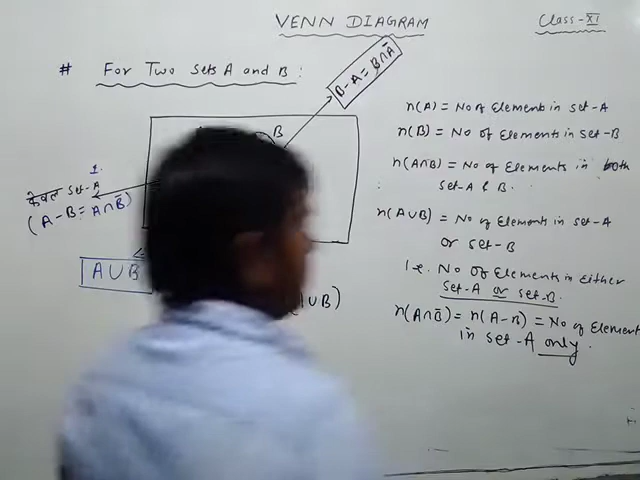 VENN DIAGRAM
Class-XI
# For Two Sets A and B :
B-A = B∩Ā
B
1.
केवल Set-A
(A-B = A∩B̄)
A∪B
∪B)
n(A) = No of Elements in Set-A
n(B) = No of Elements in Set-B
n(A∩B) = No of Elements in both
Set-A & B.
n(A∪B) = No of Elements in Set-A
or Set-B
i.e. No of Elements in Either
Set-A or Set-B.
n(A∩B̄) = n(A-B) = No of Element
in Set-A only.